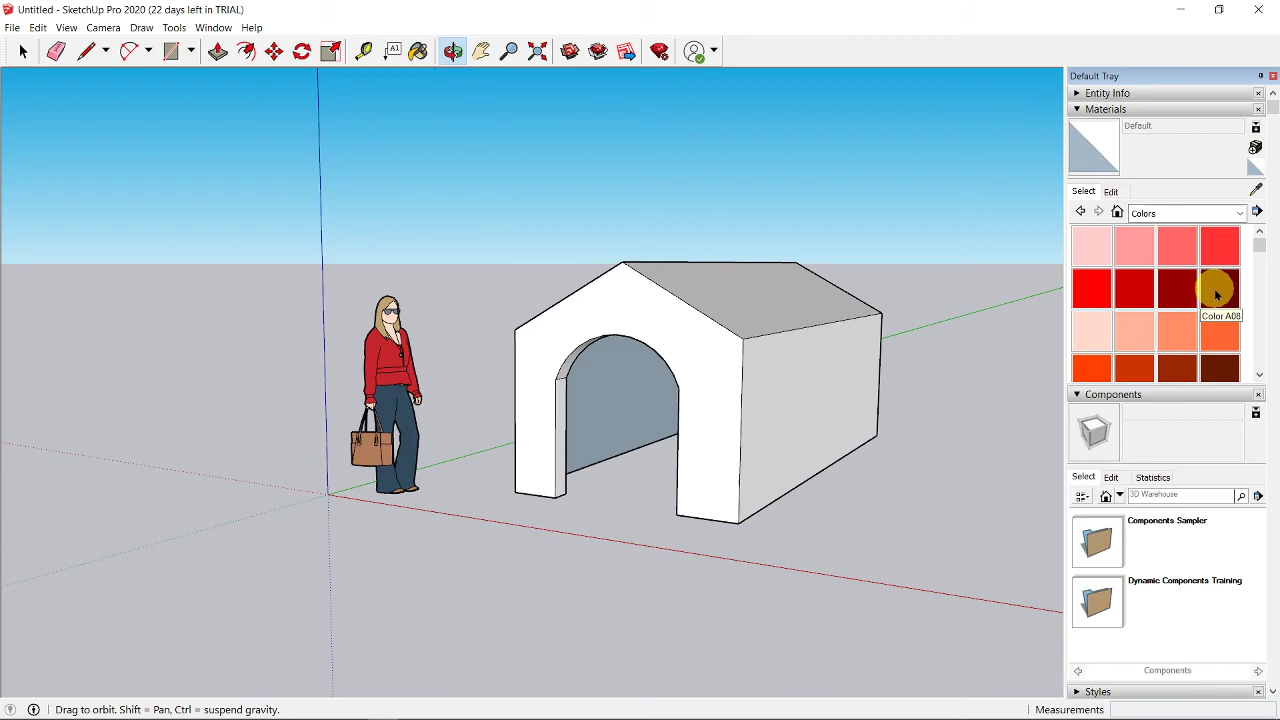 Untitled - SketchUp Pro 2020 (22 days left in TRIAL)
File Edit View Camera Draw Tools Window Help
A1
Default Tray
Entity Info
Materials
Default
Select Edit
Colors
Color A08
Components
Select Edit Statistics
3D Warehouse
Components Sampler
Dynamic Components Training
Components
Styles
Drag to orbit. Shift = Pan, Ctrl = suspend gravity.
Measurements